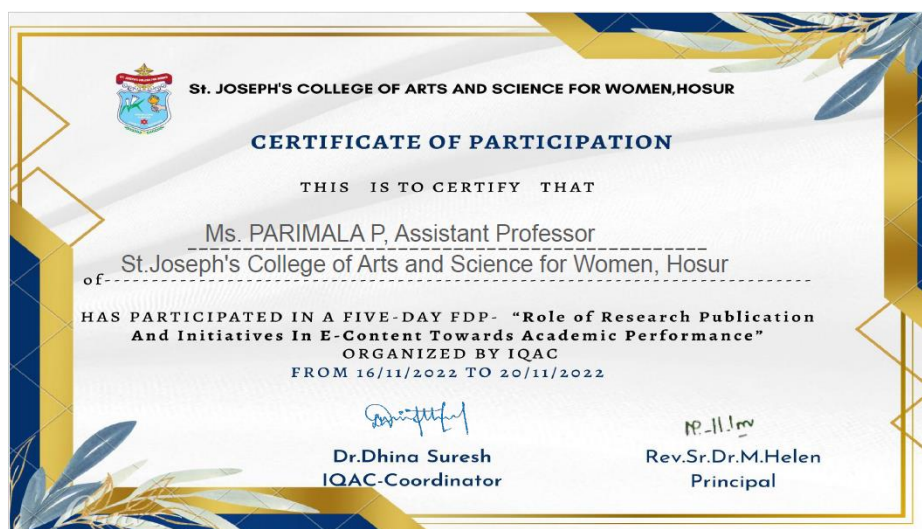 St. JOSEPH'S COLLEGE OF ARTS AND SCIENCE FOR WOMEN,HOSUR
CERTIFICATE OF PARTICIPATION
THIS IS TO CERTIFY THAT
Ms. PARIMALA P, Assistant Professor
of St.Joseph's College of Arts and Science for Women, Hosur
HAS PARTICIPATED IN A FIVE-DAY FDP- “Role of Research Publication
And Initiatives In E-Content Towards Academic Performance”
ORGANIZED BY IQAC
FROM 16/11/2022 TO 20/11/2022
Dr.Dhina Suresh
IQAC-Coordinator
Rev.Sr.Dr.M.Helen
Principal